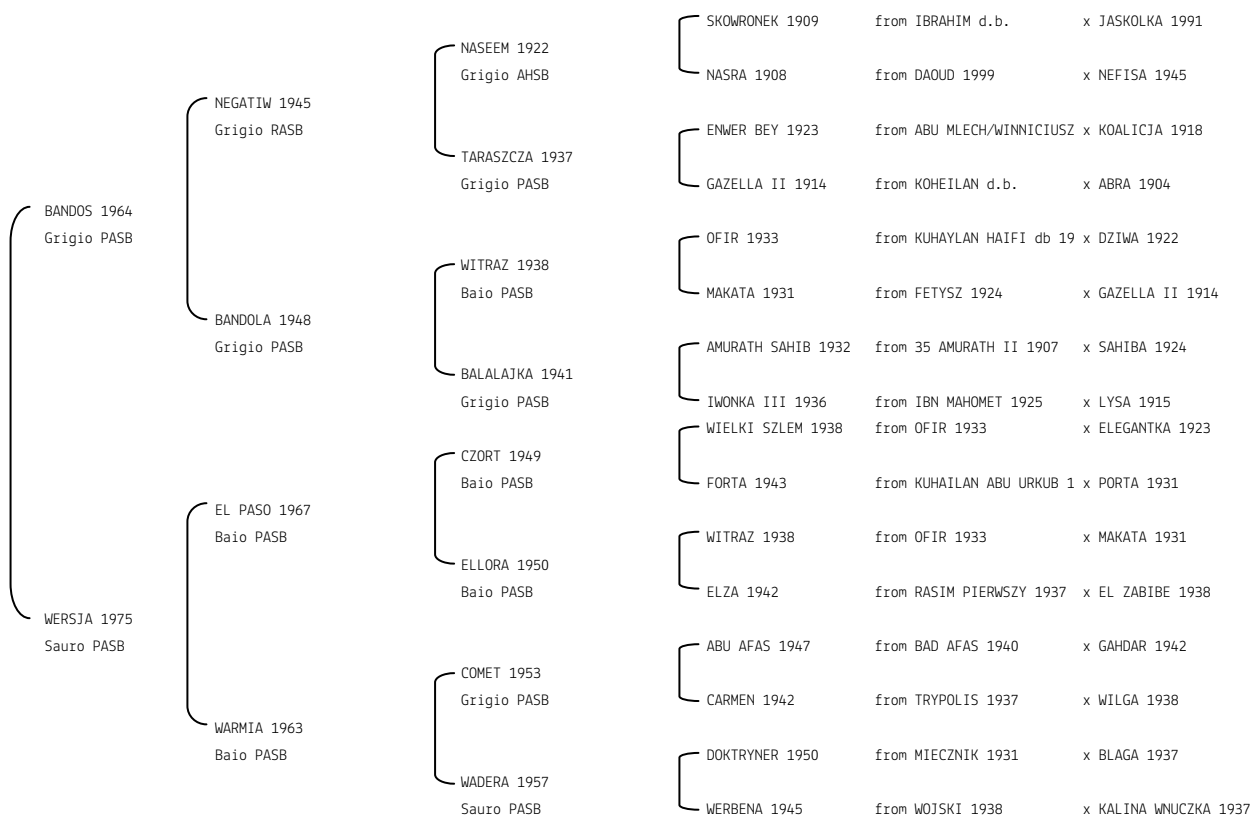 SKOWRONEK 1909 from IBRAHIM d.b. x JASKOLKA 1991
NASEEM 1922
Grigio AHSB
NASRA 1908 from DAOUD 1999 x NEFISA 1945
NEGATIW 1945
Grigio RASB
ENWER BEY 1923 from ABU MLECH/WINNICIUSZ x KOALICJA 1918
TARASZCZA 1937
Grigio PASB
GAZELLA II 1914 from KOHEILAN d.b. x ABRA 1904
BANDOS 1964
Grigio PASB
OFIR 1933 from KUHAYLAN HAIFI db 19 x DZIWA 1922
WITRAZ 1938
Baio PASB
MAKATA 1931 from FETYSZ 1924 x GAZELLA II 1914
BANDOLA 1948
Grigio PASB
AMURATH SAHIB 1932 from 35 AMURATH II 1907 x SAHIBA 1924
BALALAJKA 1941
Grigio PASB
IWONKA III 1936 from IBN MAHOMET 1925 x LYSA 1915
WIELKI SZLEM 1938 from OFIR 1933 x ELEGANTKA 1923
CZORT 1949
Baio PASB
FORTA 1943 from KUHAILAN ABU URKUB 1 x PORTA 1931
EL PASO 1967
Baio PASB
WITRAZ 1938 from OFIR 1933 x MAKATA 1931
ELLORA 1950
Baio PASB
ELZA 1942 from RASIM PIERWSZY 1937 x EL ZABIBE 1938
WERSJA 1975
Sauro PASB
ABU AFAS 1947 from BAD AFAS 1940 x GAHDAR 1942
COMET 1953
Grigio PASB
CARMEN 1942 from TRYPOLIS 1937 x WILGA 1938
WARMIA 1963
Baio PASB
DOKTRYNER 1950 from MIECZNIK 1931 x BLAGA 1937
WADERA 1957
Sauro PASB
WERBENA 1945 from WOJSKI 1938 x KALINA WNUCZKA 1937